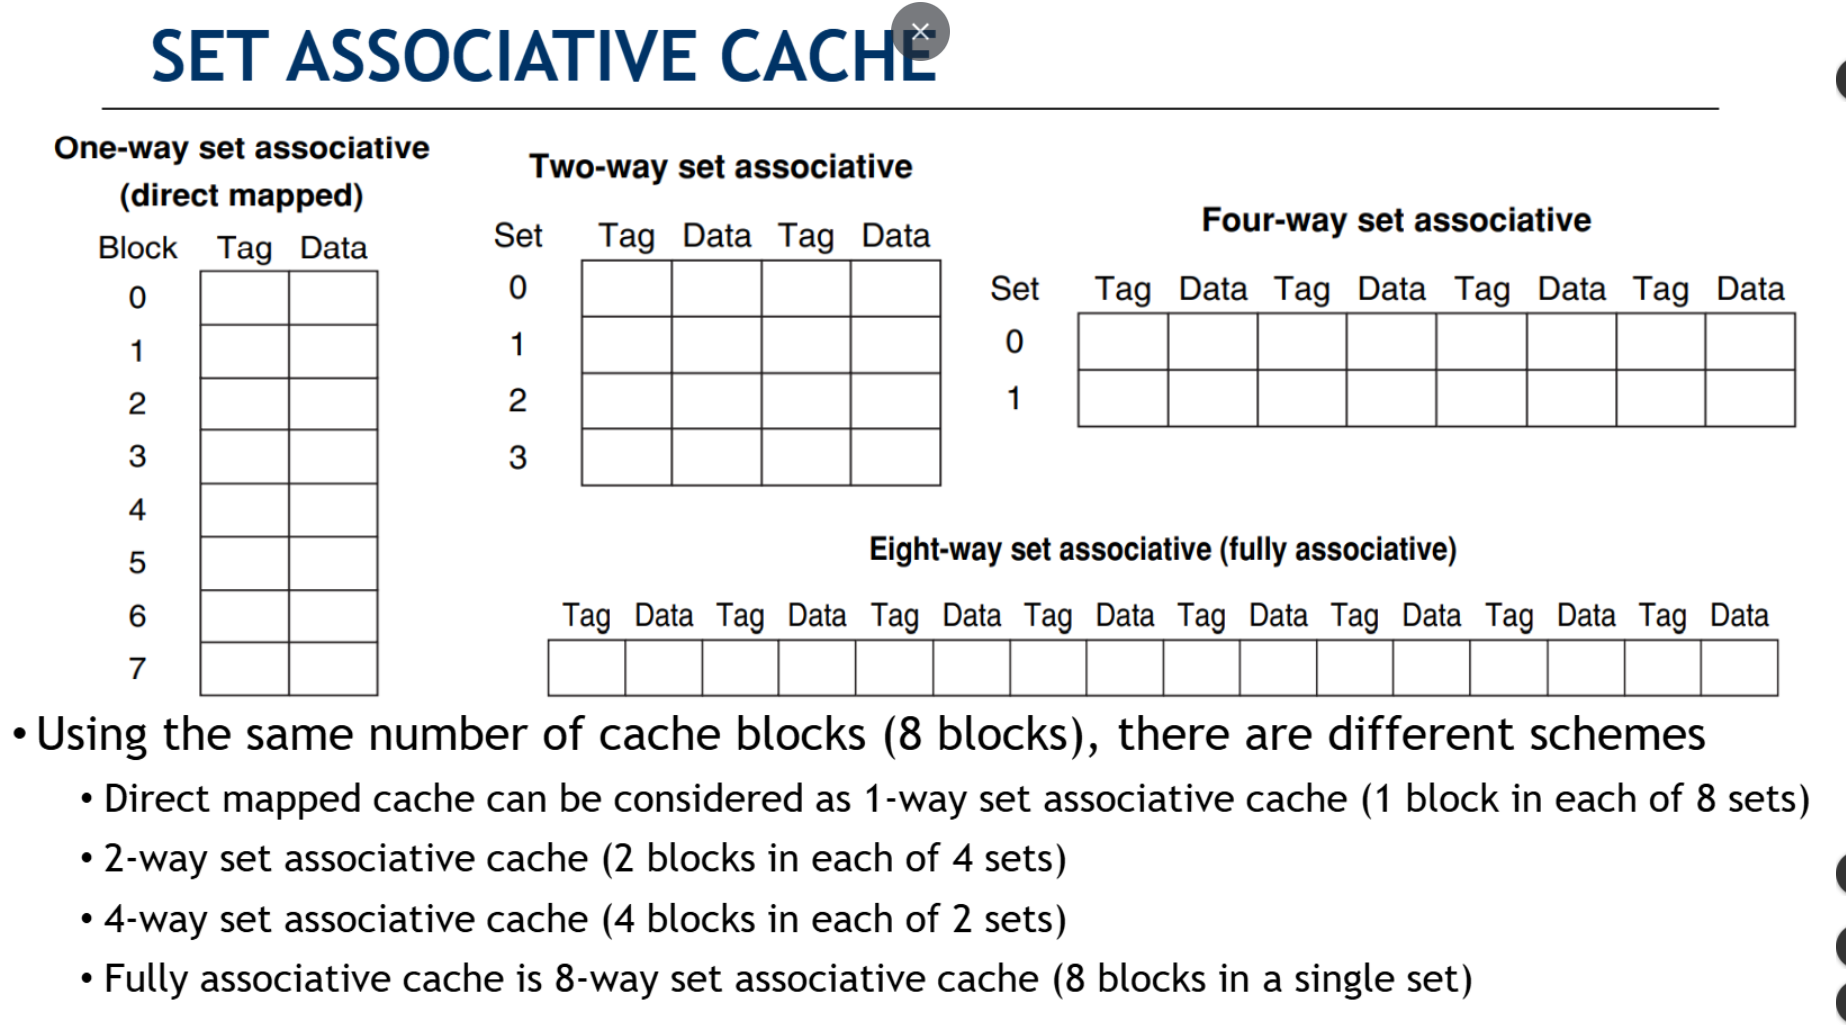 SET ASSOCIATIVE CACHE
One-way set associative
(direct mapped)
Block Tag Data
0
1
2
3
4
5
6
7
Two-way set associative
Set Tag Data Tag Data
0
1
2
3
Four-way set associative
Set Tag Data Tag Data Tag Data Tag Data
0
1
Eight-way set associative (fully associative)
Tag Data Tag Data Tag Data Tag Data Tag Data Tag Data Tag Data Tag Data
• Using the same number of cache blocks (8 blocks), there are different schemes
• Direct mapped cache can be considered as 1-way set associative cache (1 block in each of 8 sets)
• 2-way set associative cache (2 blocks in each of 4 sets)
• 4-way set associative cache (4 blocks in each of 2 sets)
• Fully associative cache is 8-way set associative cache (8 blocks in a single set)